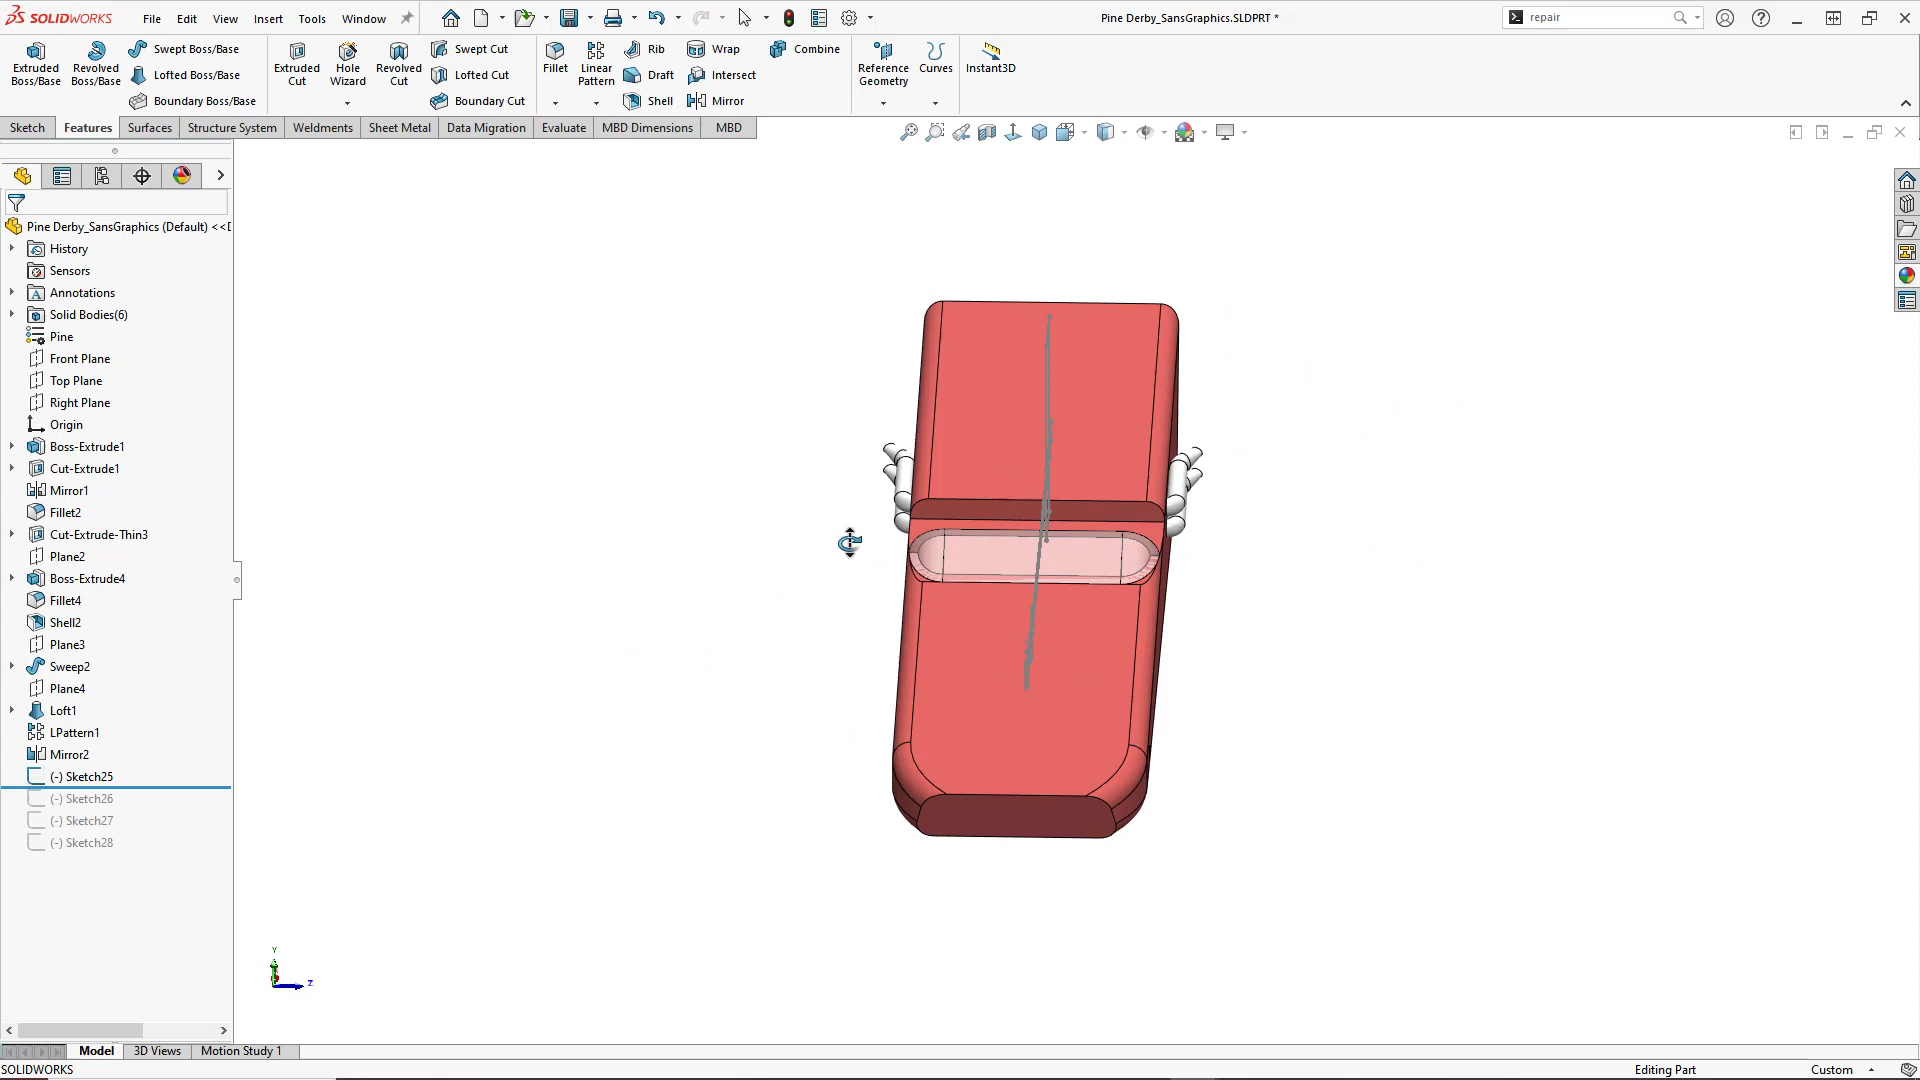 SOLIDWORKS
File Edit View Insert Tools Window
Pine Derby_SansGraphics.SLDPRT *
repair
Extruded Boss/Base
Revolved Boss/Base
Swept Boss/Base
Lofted Boss/Base
Boundary Boss/Base
Extruded Cut
Hole Wizard
Revolved Cut
Swept Cut
Lofted Cut
Boundary Cut
Fillet
Linear Pattern
Rib
Draft
Shell
Wrap
Intersect
Mirror
Combine
Reference Geometry
Curves
Instant3D
Sketch Features Surfaces Structure System Weldments Sheet Metal Data Migration Evaluate MBD Dimensions MBD
Pine Derby_SansGraphics (Default) <<D
History
Sensors
Annotations
Solid Bodies(6)
Pine
Front Plane
Top Plane
Right Plane
Origin
Boss-Extrude1
Cut-Extrude1
Mirror1
Fillet2
Cut-Extrude-Thin3
Plane2
Boss-Extrude4
Fillet4
Shell2
Plane3
Sweep2
Plane4
Loft1
LPattern1
Mirror2
(-) Sketch25
(-) Sketch26
(-) Sketch27
(-) Sketch28
Y
Z
Model 3D Views Motion Study 1
SOLIDWORKS
Editing Part
Custom